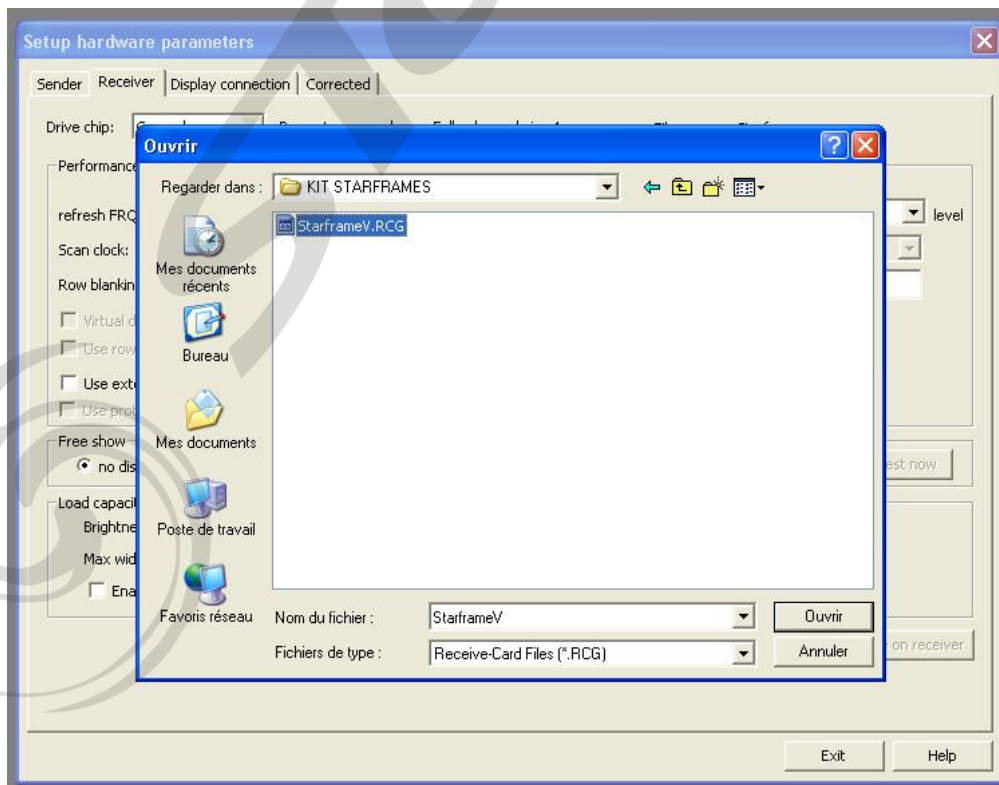 Setup hardware parameters
Sender Receiver Display connection Corrected
Drive chip:
Ouvrir
Performance
Regarder dans : KIT STARFRAMES
refresh FRQ
level
StarframeV.RCG
Scan clock:
Mes documents récents
Row blankin
Virtual d
Bureau
Use row
Use exte
Use prot
Mes documents
Free show
no dis
est now
Load capacit
Brightne
Poste de travail
Max wid
Ena
Favoris réseau
Nom du fichier : StarframeV Ouvrir
Fichiers de type : Receive-Card Files (*.RCG) Annuler
on receiver
Exit Help